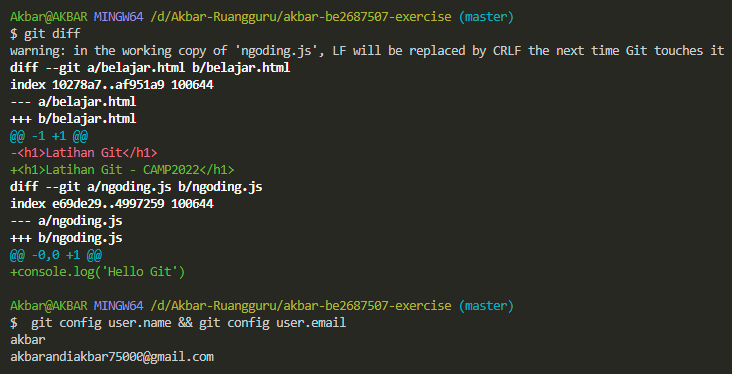 Akbar@AKBAR MINGW64 /d/Akbar-Ruangguru/akbar-be2687507-exercise (master)
$ git diff
warning: in the working copy of 'ngoding.js', LF will be replaced by CRLF the next time Git touches it
diff --git a/belajar.html b/belajar.html
index 10278a7..af951a9 100644
--- a/belajar.html
+++ b/belajar.html
@@ -1 +1 @@
-<h1>Latihan Git</h1>
+<h1>Latihan Git - CAMP2022</h1>
diff --git a/ngoding.js b/ngoding.js
index e69de29..4997259 100644
--- a/ngoding.js
+++ b/ngoding.js
@@ -0,0 +1 @@
+console.log('Hello Git')
Akbar@AKBAR MINGW64 /d/Akbar-Ruangguru/akbar-be2687507-exercise (master)
$  git config user.name && git config user.email
akbar
akbarandiakbar75000@gmail.com